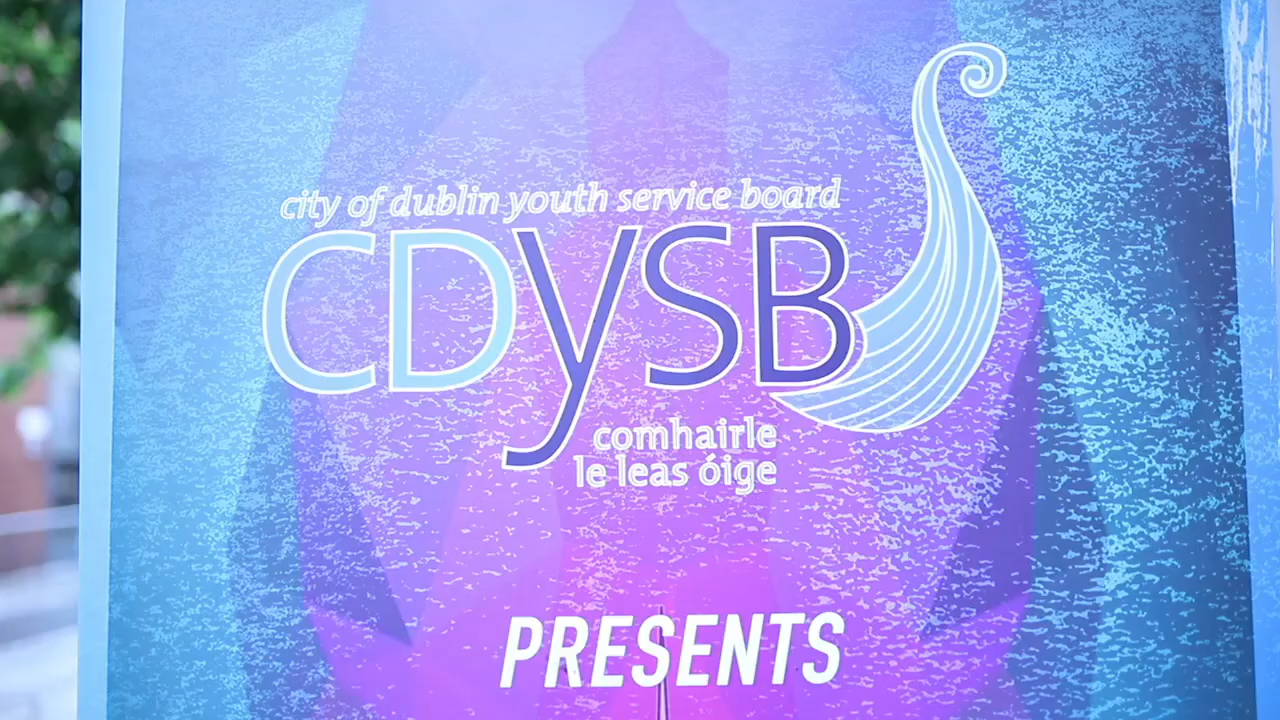 city of dublin youth service board
CDySB
comhairle
le leas óige
PRESENTS